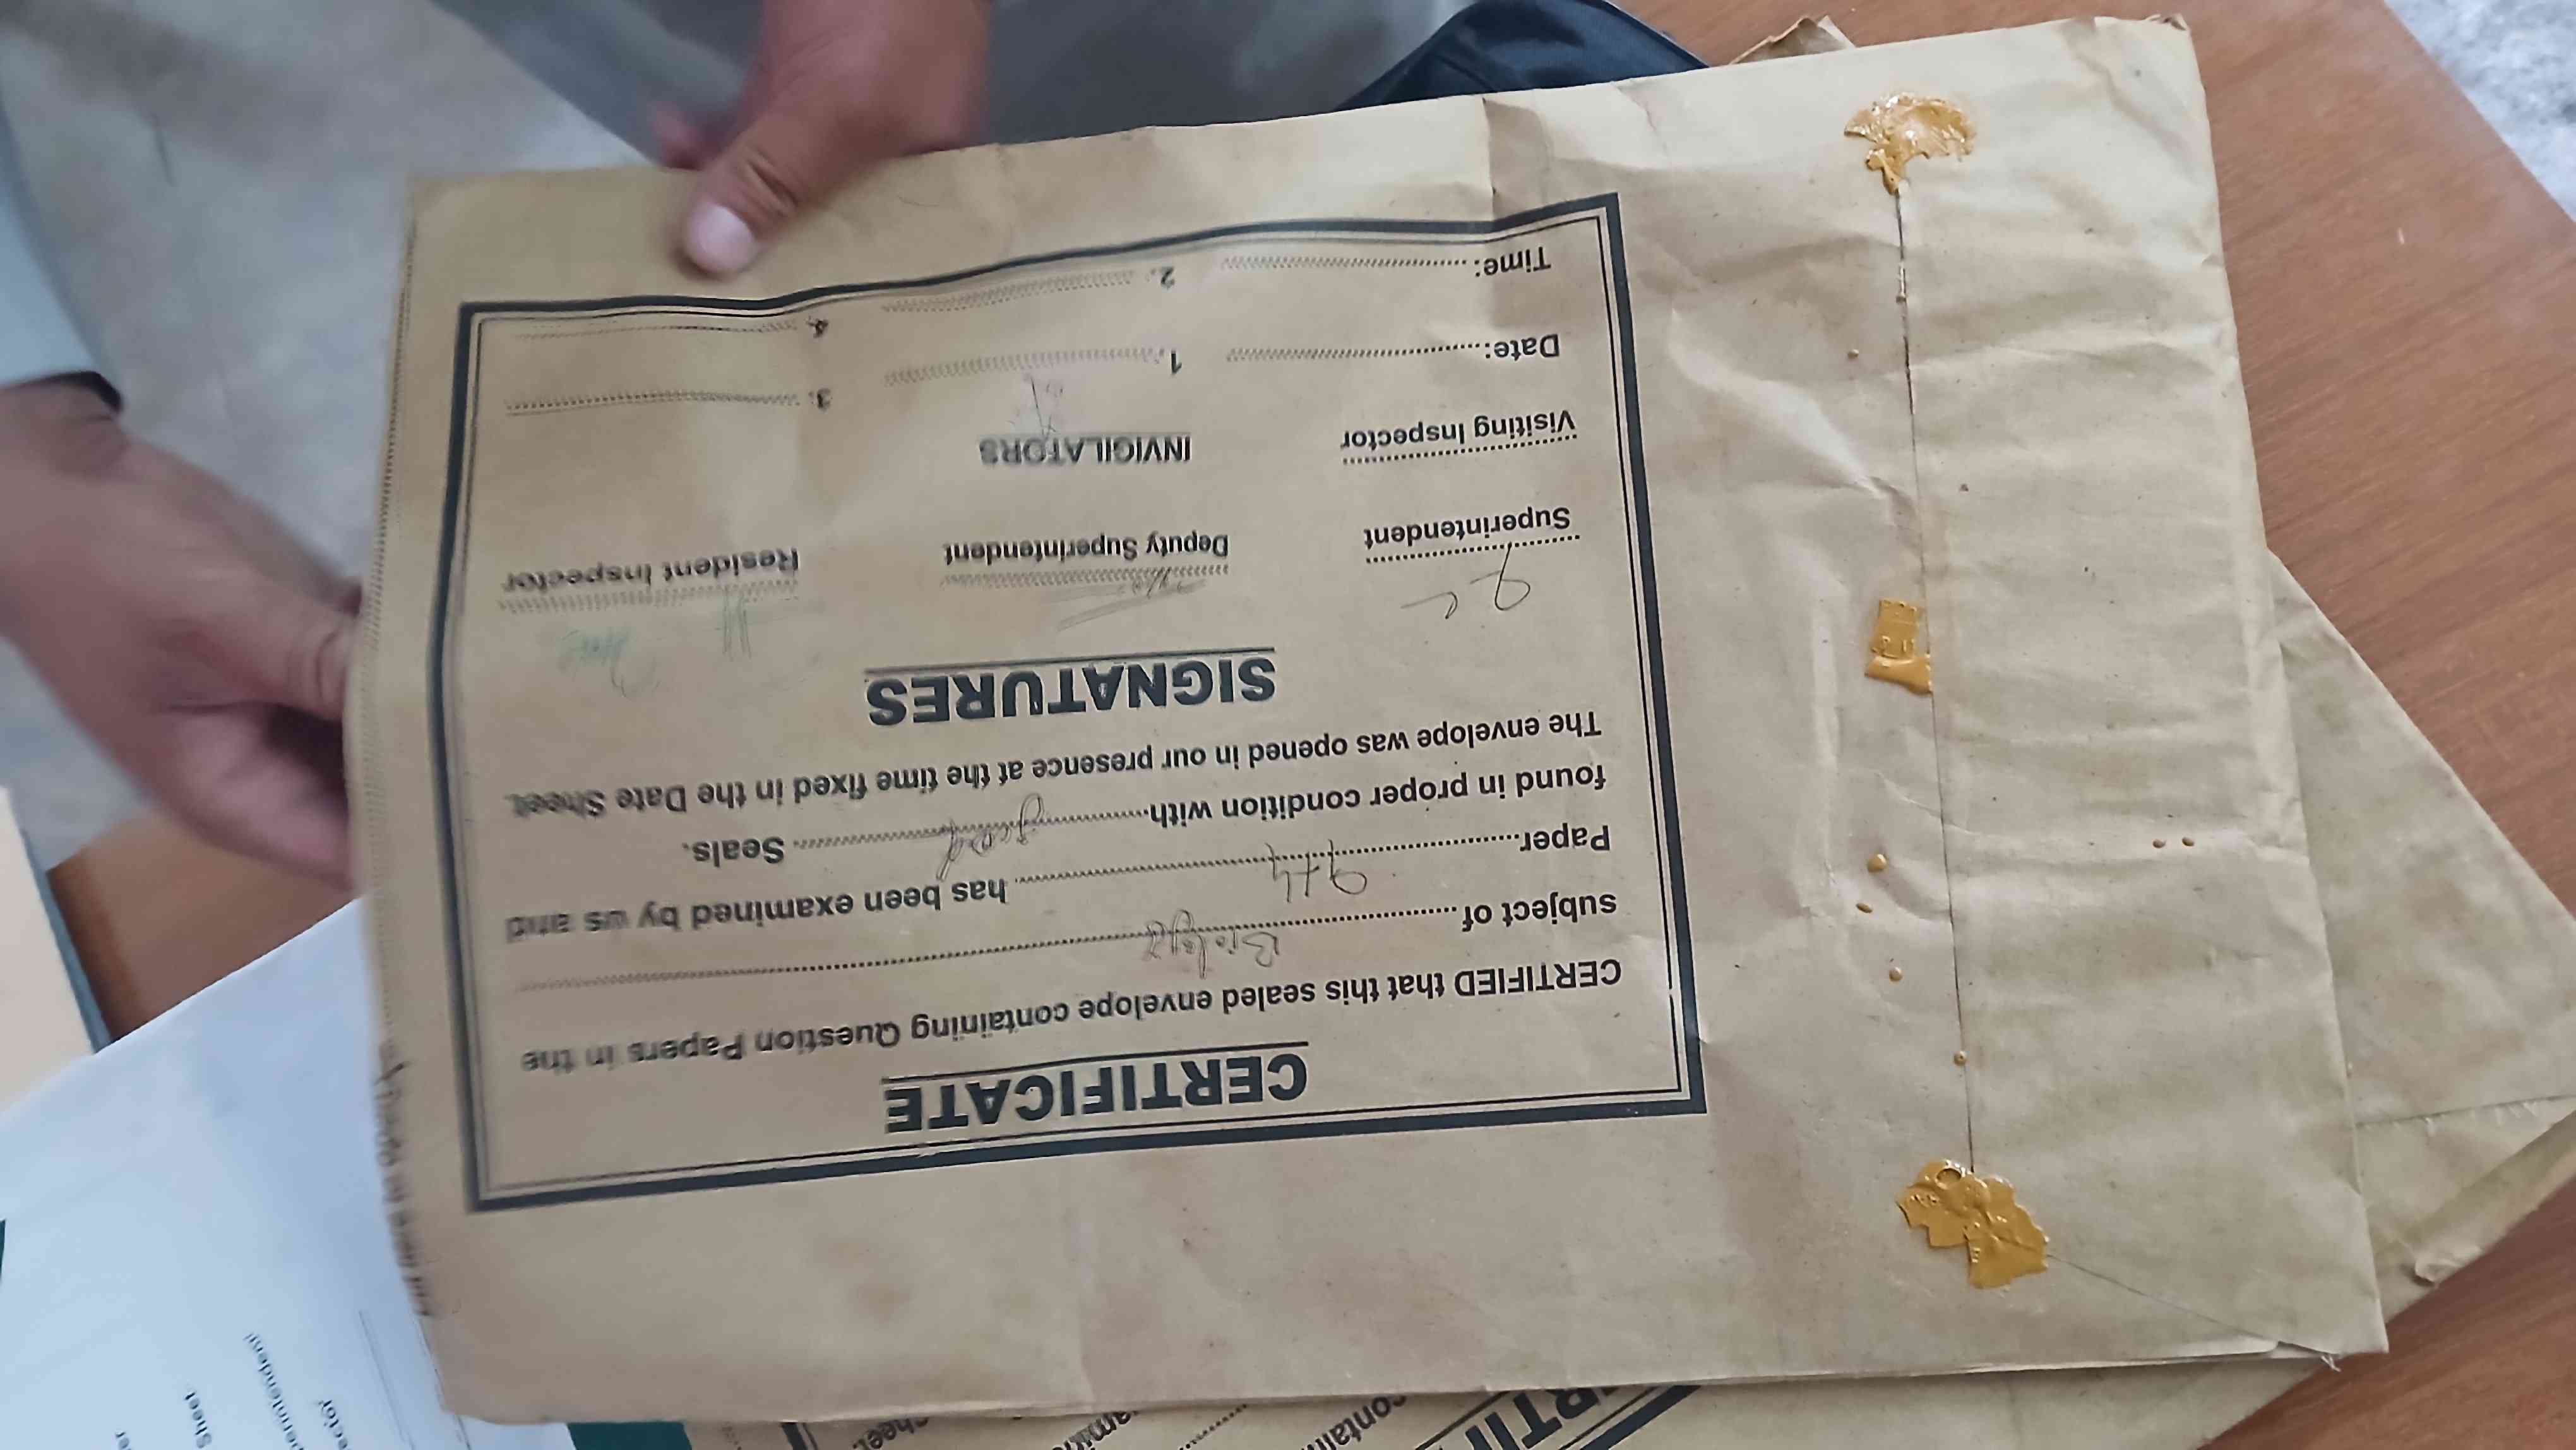 CERTIFICATE
CERTIFIED that this sealed envelope containing Question Papers in the
subject of Biology
Paper 9th has been examined by us and
found in proper condition with good Seals.
The envelope was opened in our presence at the time fixed in the Date Sheet.
SIGNATURES
Superintendent Deputy Superintendent Resident Inspector
Visiting Inspector INVIGILATORS
Date: 1. 3.
Time: 2. 4.
Sheet